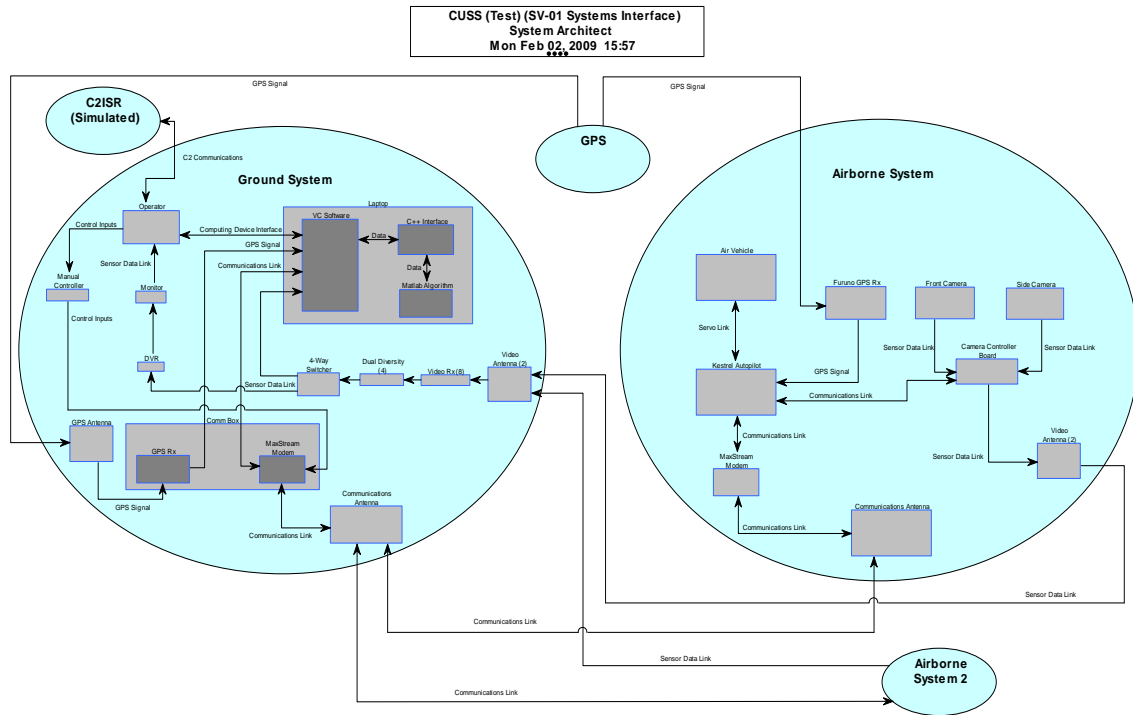 CUSS (Test) (SV-01 Systems Interface)
System Architect
Mon Feb 02, 2009 15:57
GPS Signal
GPS Signal
C2ISR
(Simulated)
GPS
C2 Communications
Ground System
Airborne System
Operator
Laptop
VC Software
C++ Interface
Control Inputs
Computing Device Interface
Data
GPS Signal
Sensor Data Link
Communications Link
Data
Manual
Controller
Monitor
Matlab Algorithm
Control Inputs
Air Vehicle
Furuno GPS Rx
Front Camera
Side Camera
Servo Link
Sensor Data Link
Sensor Data Link
Camera Controller
Board
DVR
4-Way
Switcher
Dual Diversity
(4)
Video Rx (8)
Video
Antenna (2)
Sensor Data Link
Kestrel Autopilot
GPS Signal
Communications Link
GPS Antenna
Comm Box
GPS Rx
MaxStream
Modem
GPS Signal
Communications Link
MaxStream
Modem
Sensor Data Link
Video
Antenna (2)
Communications
Antenna
Communications Link
Communications Link
Communications Antenna
Sensor Data Link
Communications Link
Sensor Data Link
Airborne
System 2
Communications Link